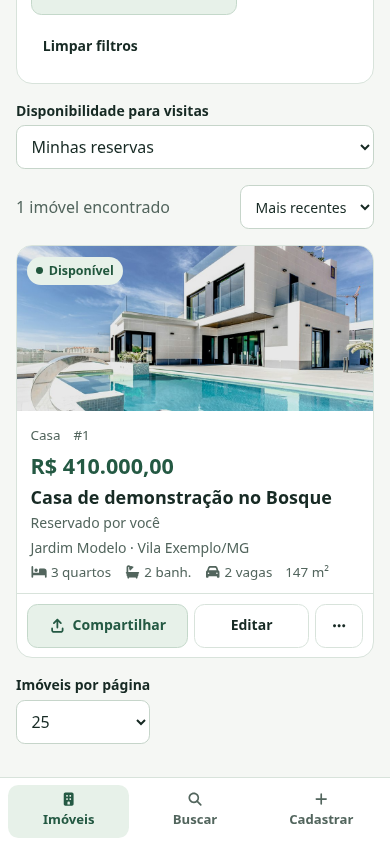 Limpar filtros
Disponibilidade para visitas
Minhas reservas
1 imóvel encontrado
Mais recentes
Disponível
Casa #1
R$ 410.000,00
Casa de demonstração no Bosque
Reservado por você
Jardim Modelo · Vila Exemplo/MG
3 quartos 2 banh. 2 vagas 147 m²
Compartilhar Editar ···
Imóveis por página
25
Imóveis Buscar Cadastrar